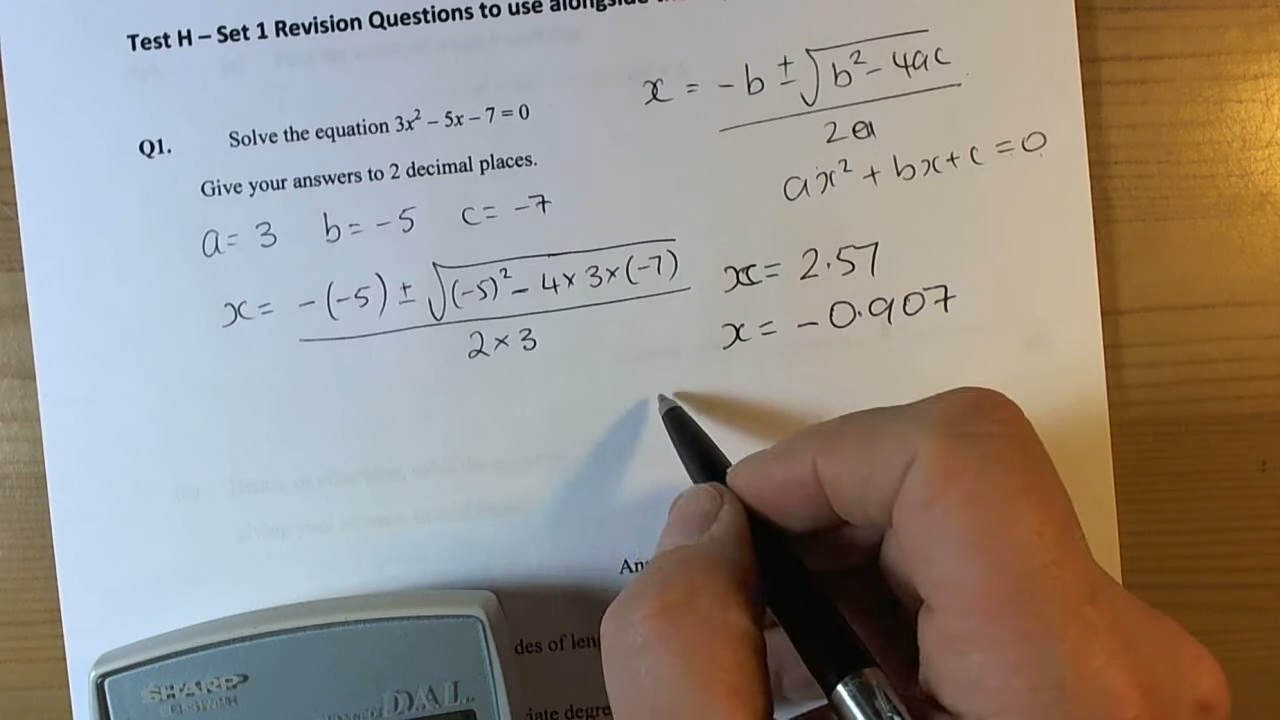 Test H – Set 1 Revision Questions to use alongside
x = -b ± √b² - 4ac
2a
ax² + bx + c = 0
Q1. Solve the equation 3x² – 5x – 7 = 0
Give your answers to 2 decimal places.
a = 3 b = -5 c = -7
x = -(-5) ± √(-5)² - 4 × 3 × (-7)
2 × 3
x = 2.57
x = -0.907
des of len
iate degre
SHARP
DAL